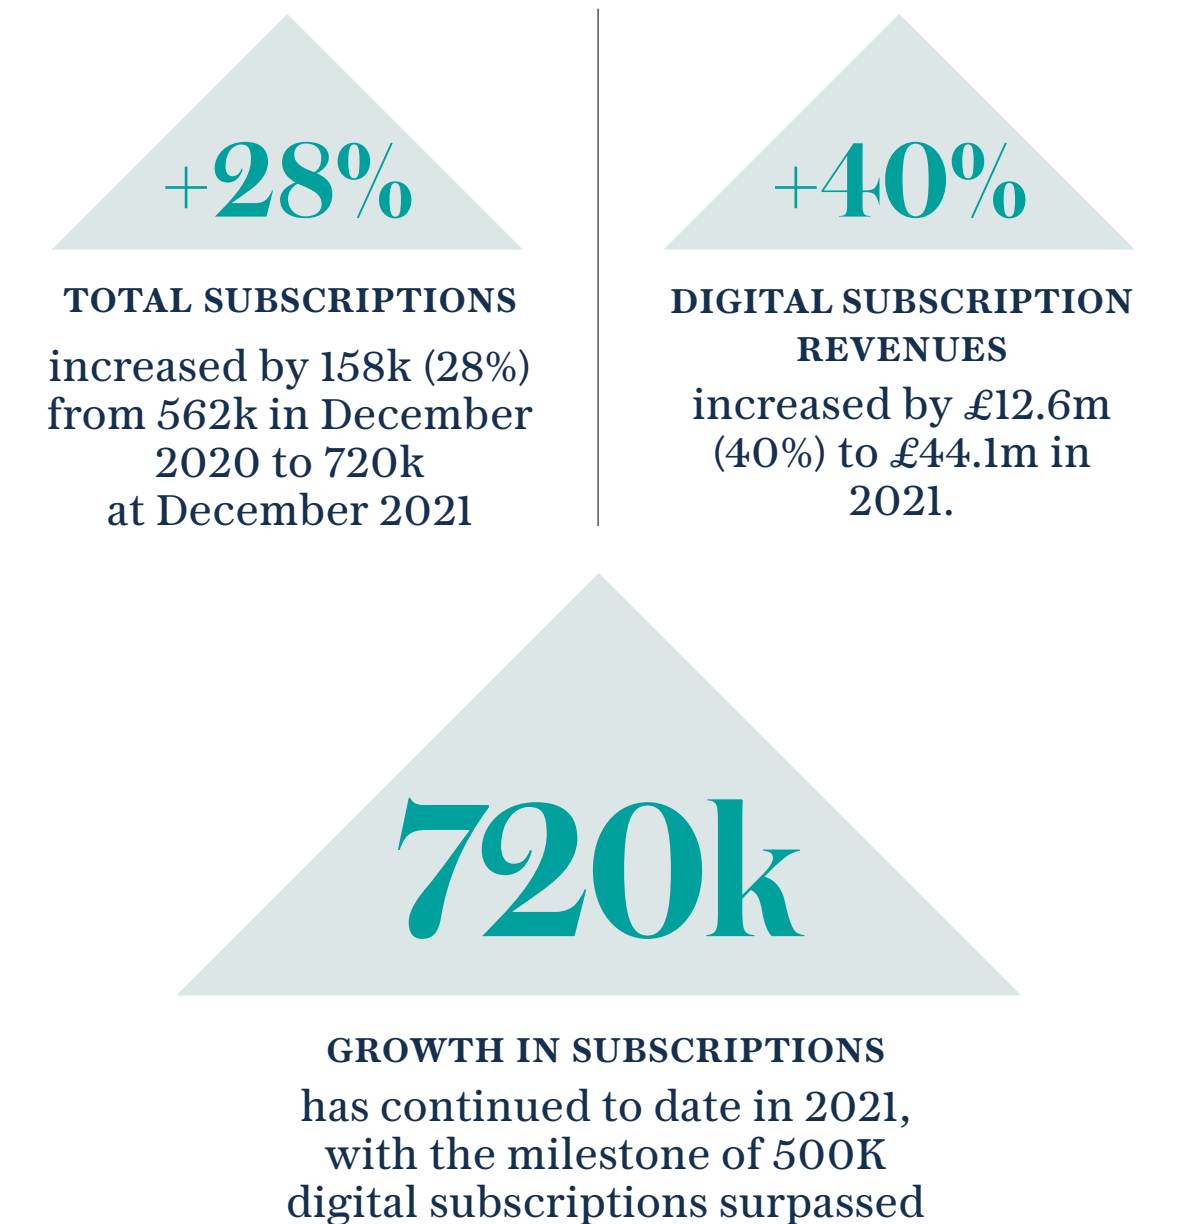 +28%
TOTAL SUBSCRIPTIONS
increased by 158k (28%)
from 562k in December
2020 to 720k
at December 2021
+40%
DIGITAL SUBSCRIPTION
REVENUES
increased by £12.6m
(40%) to £44.1m in
2021.
720k
GROWTH IN SUBSCRIPTIONS
has continued to date in 2021,
with the milestone of 500K
digital subscriptions surpassed